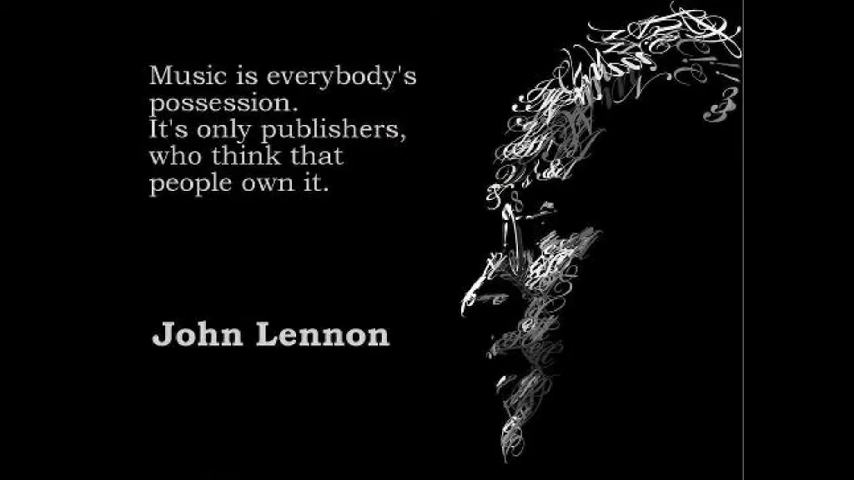 Music is everybody's
possession.
It's only publishers,
who think that
people own it.
John Lennon